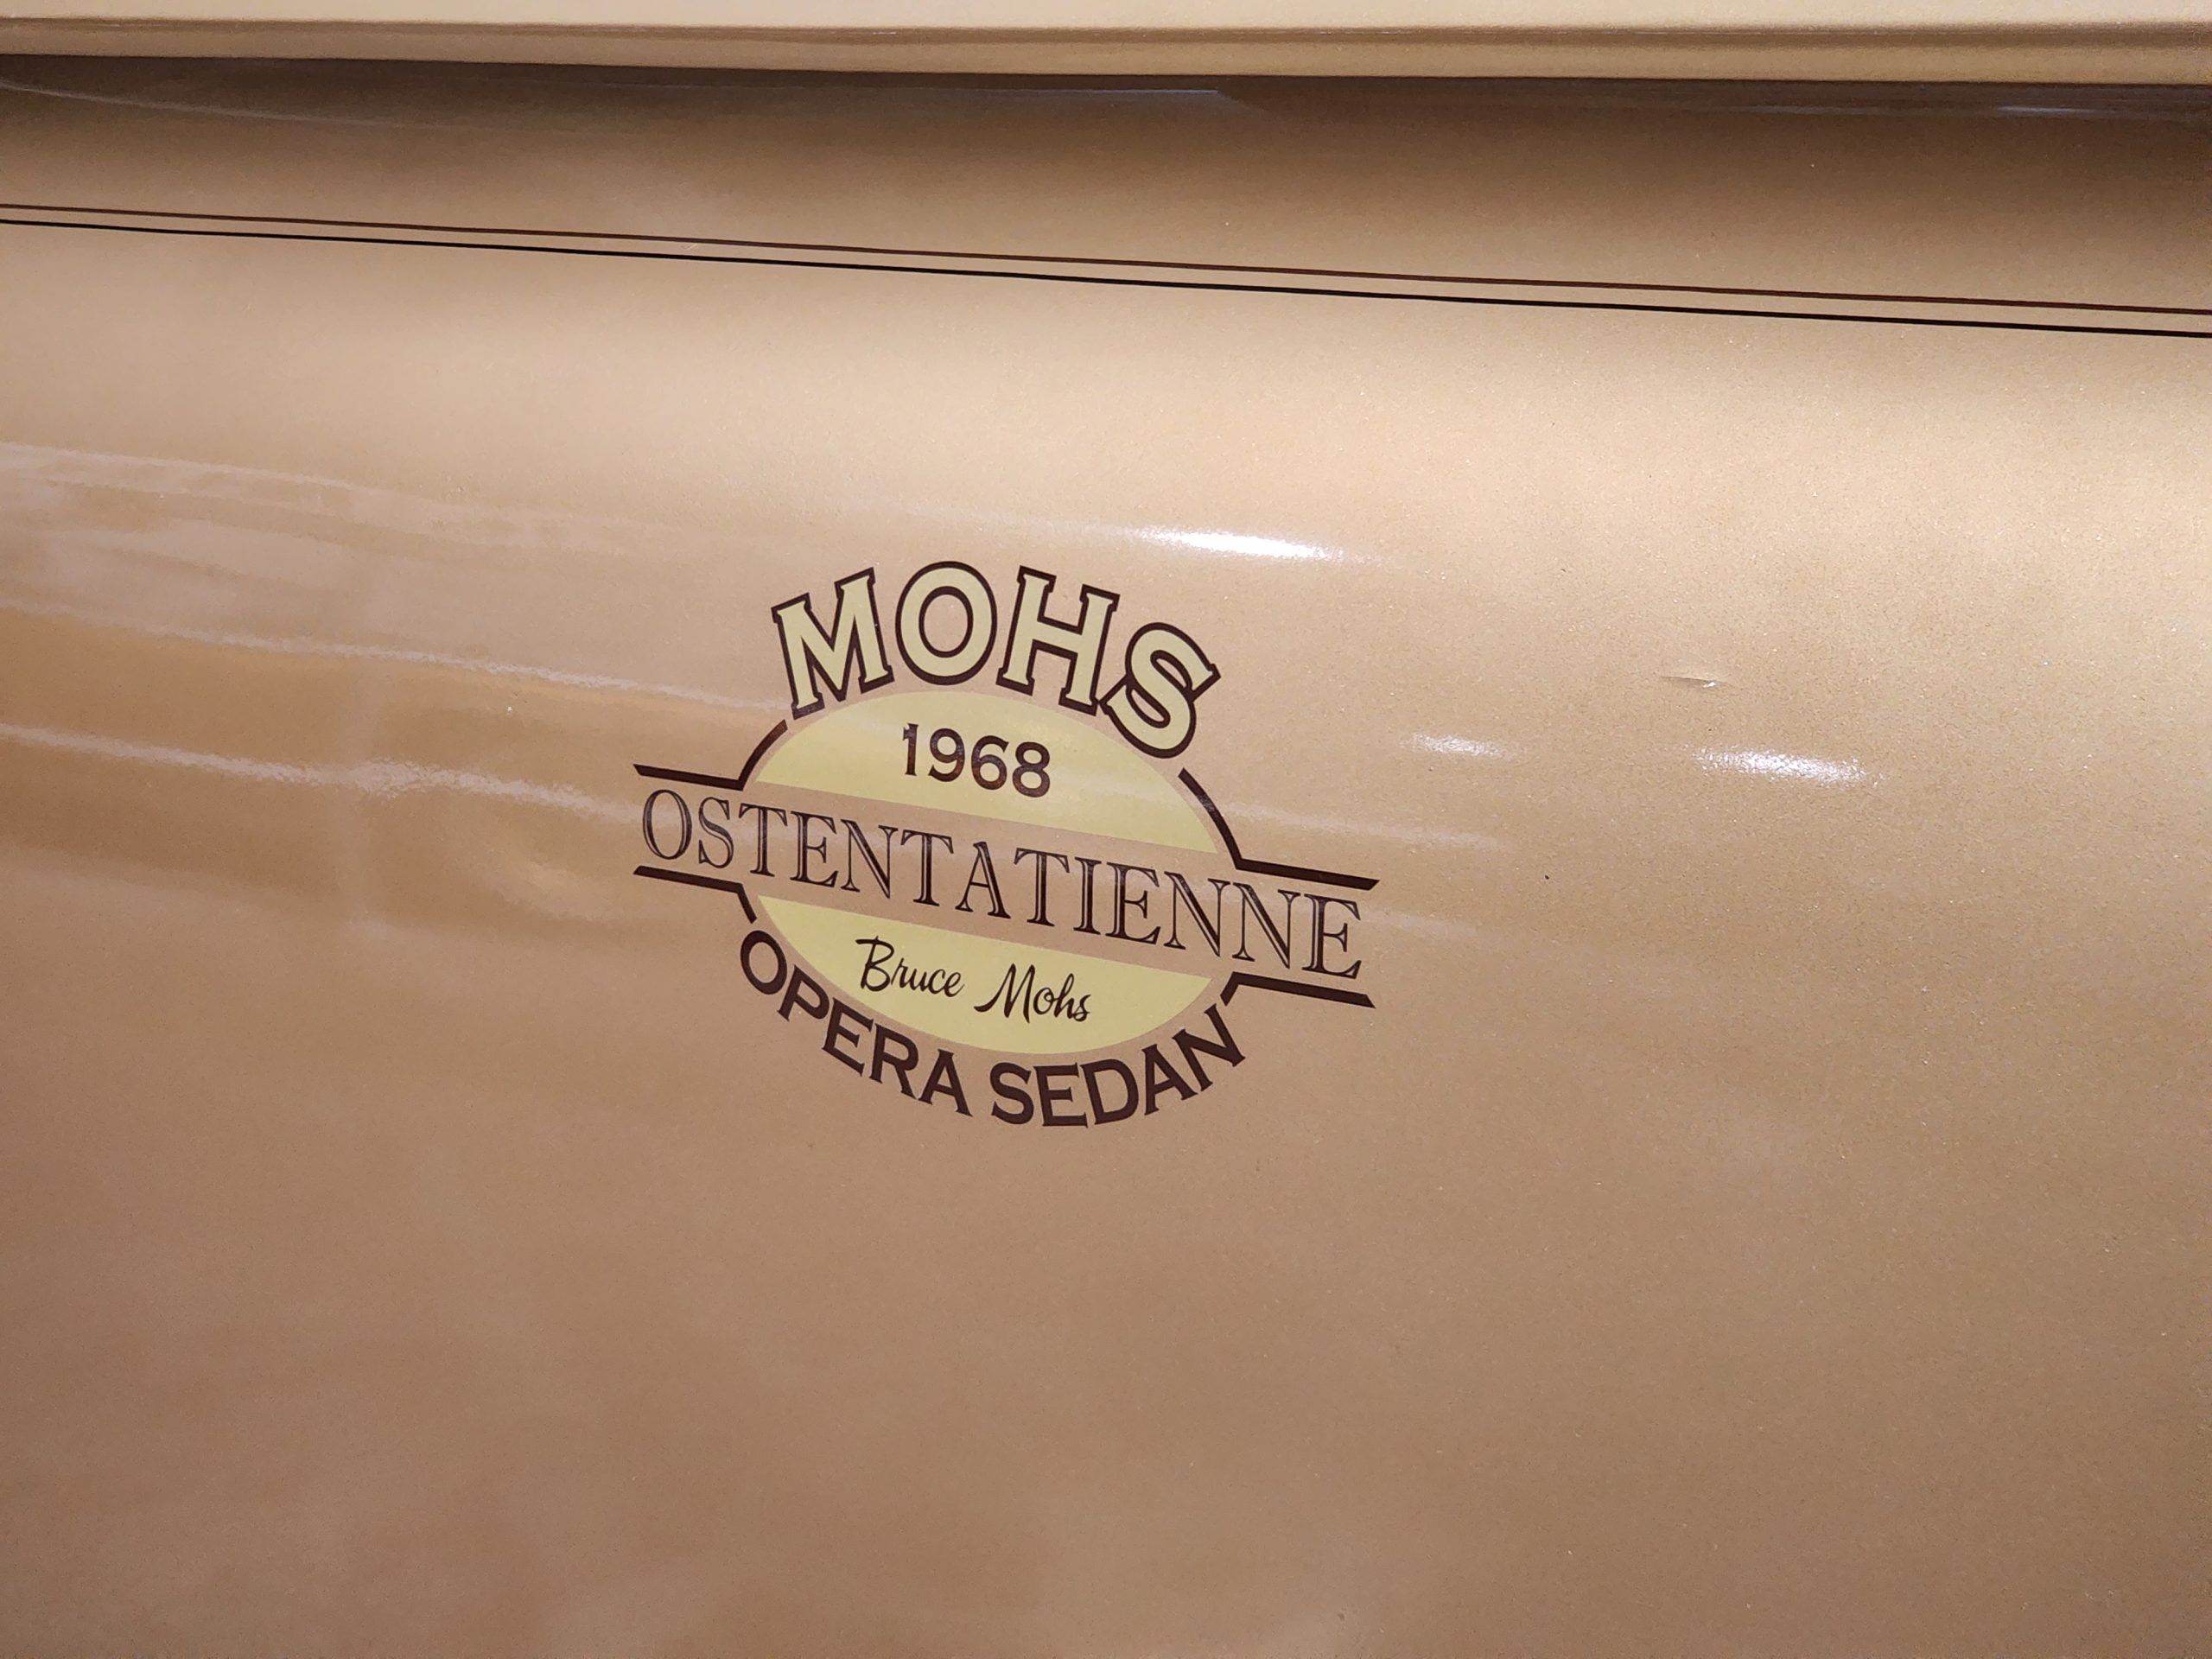 MOHS
1968
OSTENTATIENNE
Bruce Mohs
OPERA SEDAN